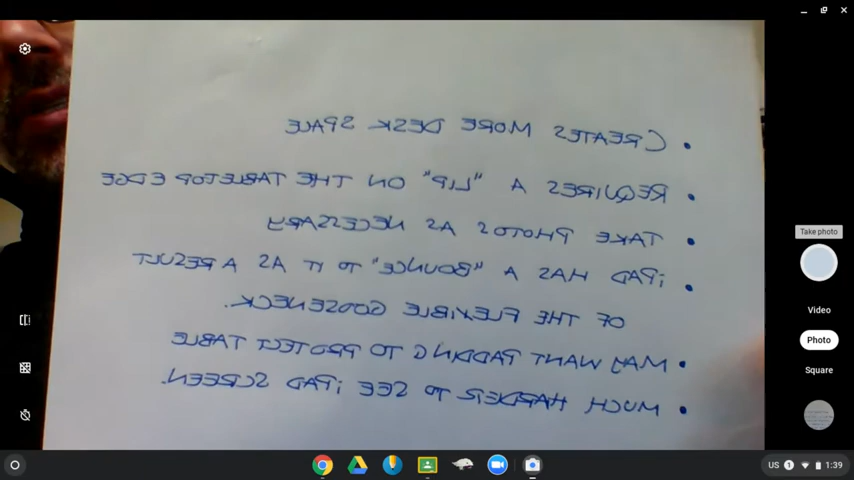 Take photo
• CREATES MORE DESK SPACE
• REQUIRES A "LIP" ON THE TABLETOP EDGE
• TAKE PHOTOS AS NECESSARY
• iPAD HAS A "BOUNCE" TO IT AS A RESULT
OF THE FLEXIBLE GOOSENECK.
• MAY WANT PADDING TO PROTECT TABLE
• MUCH HARDER TO SEE iPAD SCREEN.
Video
Photo
Square
US 1 1:39